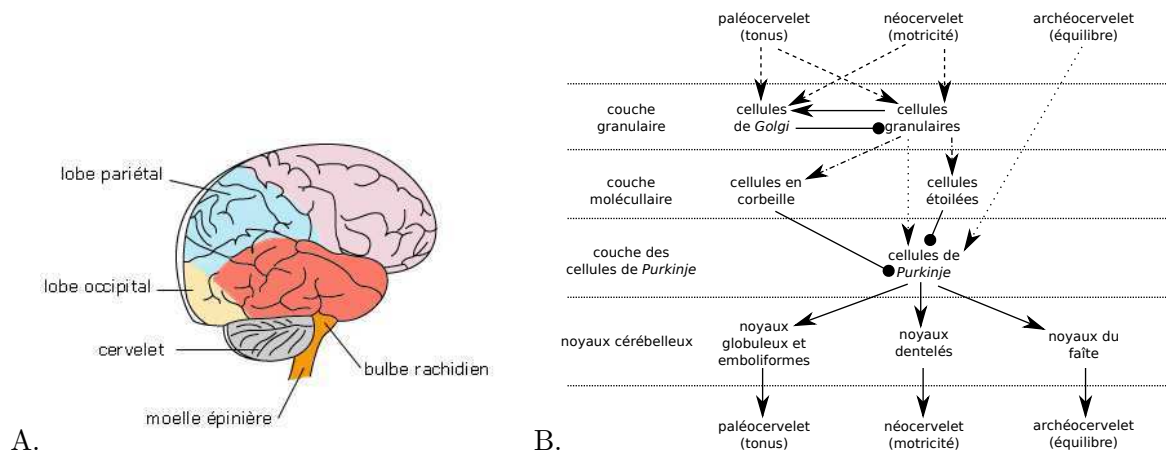 lobe pariétal
lobe occipital
cervelet
bulbe rachidien
moelle épinière
A.
B.
paléocervelet
(tonus)
néocervelet
(motricité)
archéocervelet
(équilibre)
couche
granulaire
cellules
de Golgi
cellules
granulaires
couche
molécullaire
cellules en
corbeille
cellules
étoilées
couche des
cellules de Purkinje
cellules de
Purkinje
noyaux cérébelleux
noyaux
globuleux et
emboliformes
noyaux
dentelés
noyaux du
faîte
paléocervelet
(tonus)
néocervelet
(motricité)
archéocervelet
(équilibre)